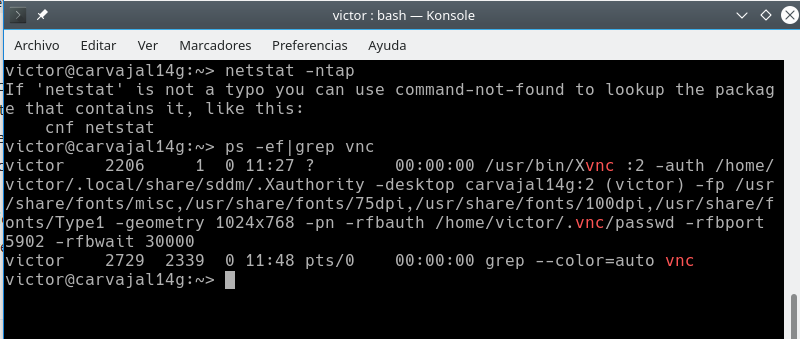 victor : bash — Konsole
Archivo Editar Ver Marcadores Preferencias Ayuda
victor@carvajal14g:~> netstat -ntap
If 'netstat' is not a typo you can use command-not-found to lookup the packag
e that contains it, like this:
    cnf netstat
victor@carvajal14g:~> ps -ef|grep vnc
victor    2206     1  0 11:27 ?        00:00:00 /usr/bin/Xvnc :2 -auth /home/
victor/.local/share/sddm/.Xauthority -desktop carvajal14g:2 (victor) -fp /usr
/share/fonts/misc,/usr/share/fonts/75dpi,/usr/share/fonts/100dpi,/usr/share/f
onts/Type1 -geometry 1024x768 -pn -rfbauth /home/victor/.vnc/passwd -rfbport
5902 -rfbwait 30000
victor    2729  2339  0 11:48 pts/0    00:00:00 grep --color=auto vnc
victor@carvajal14g:~>